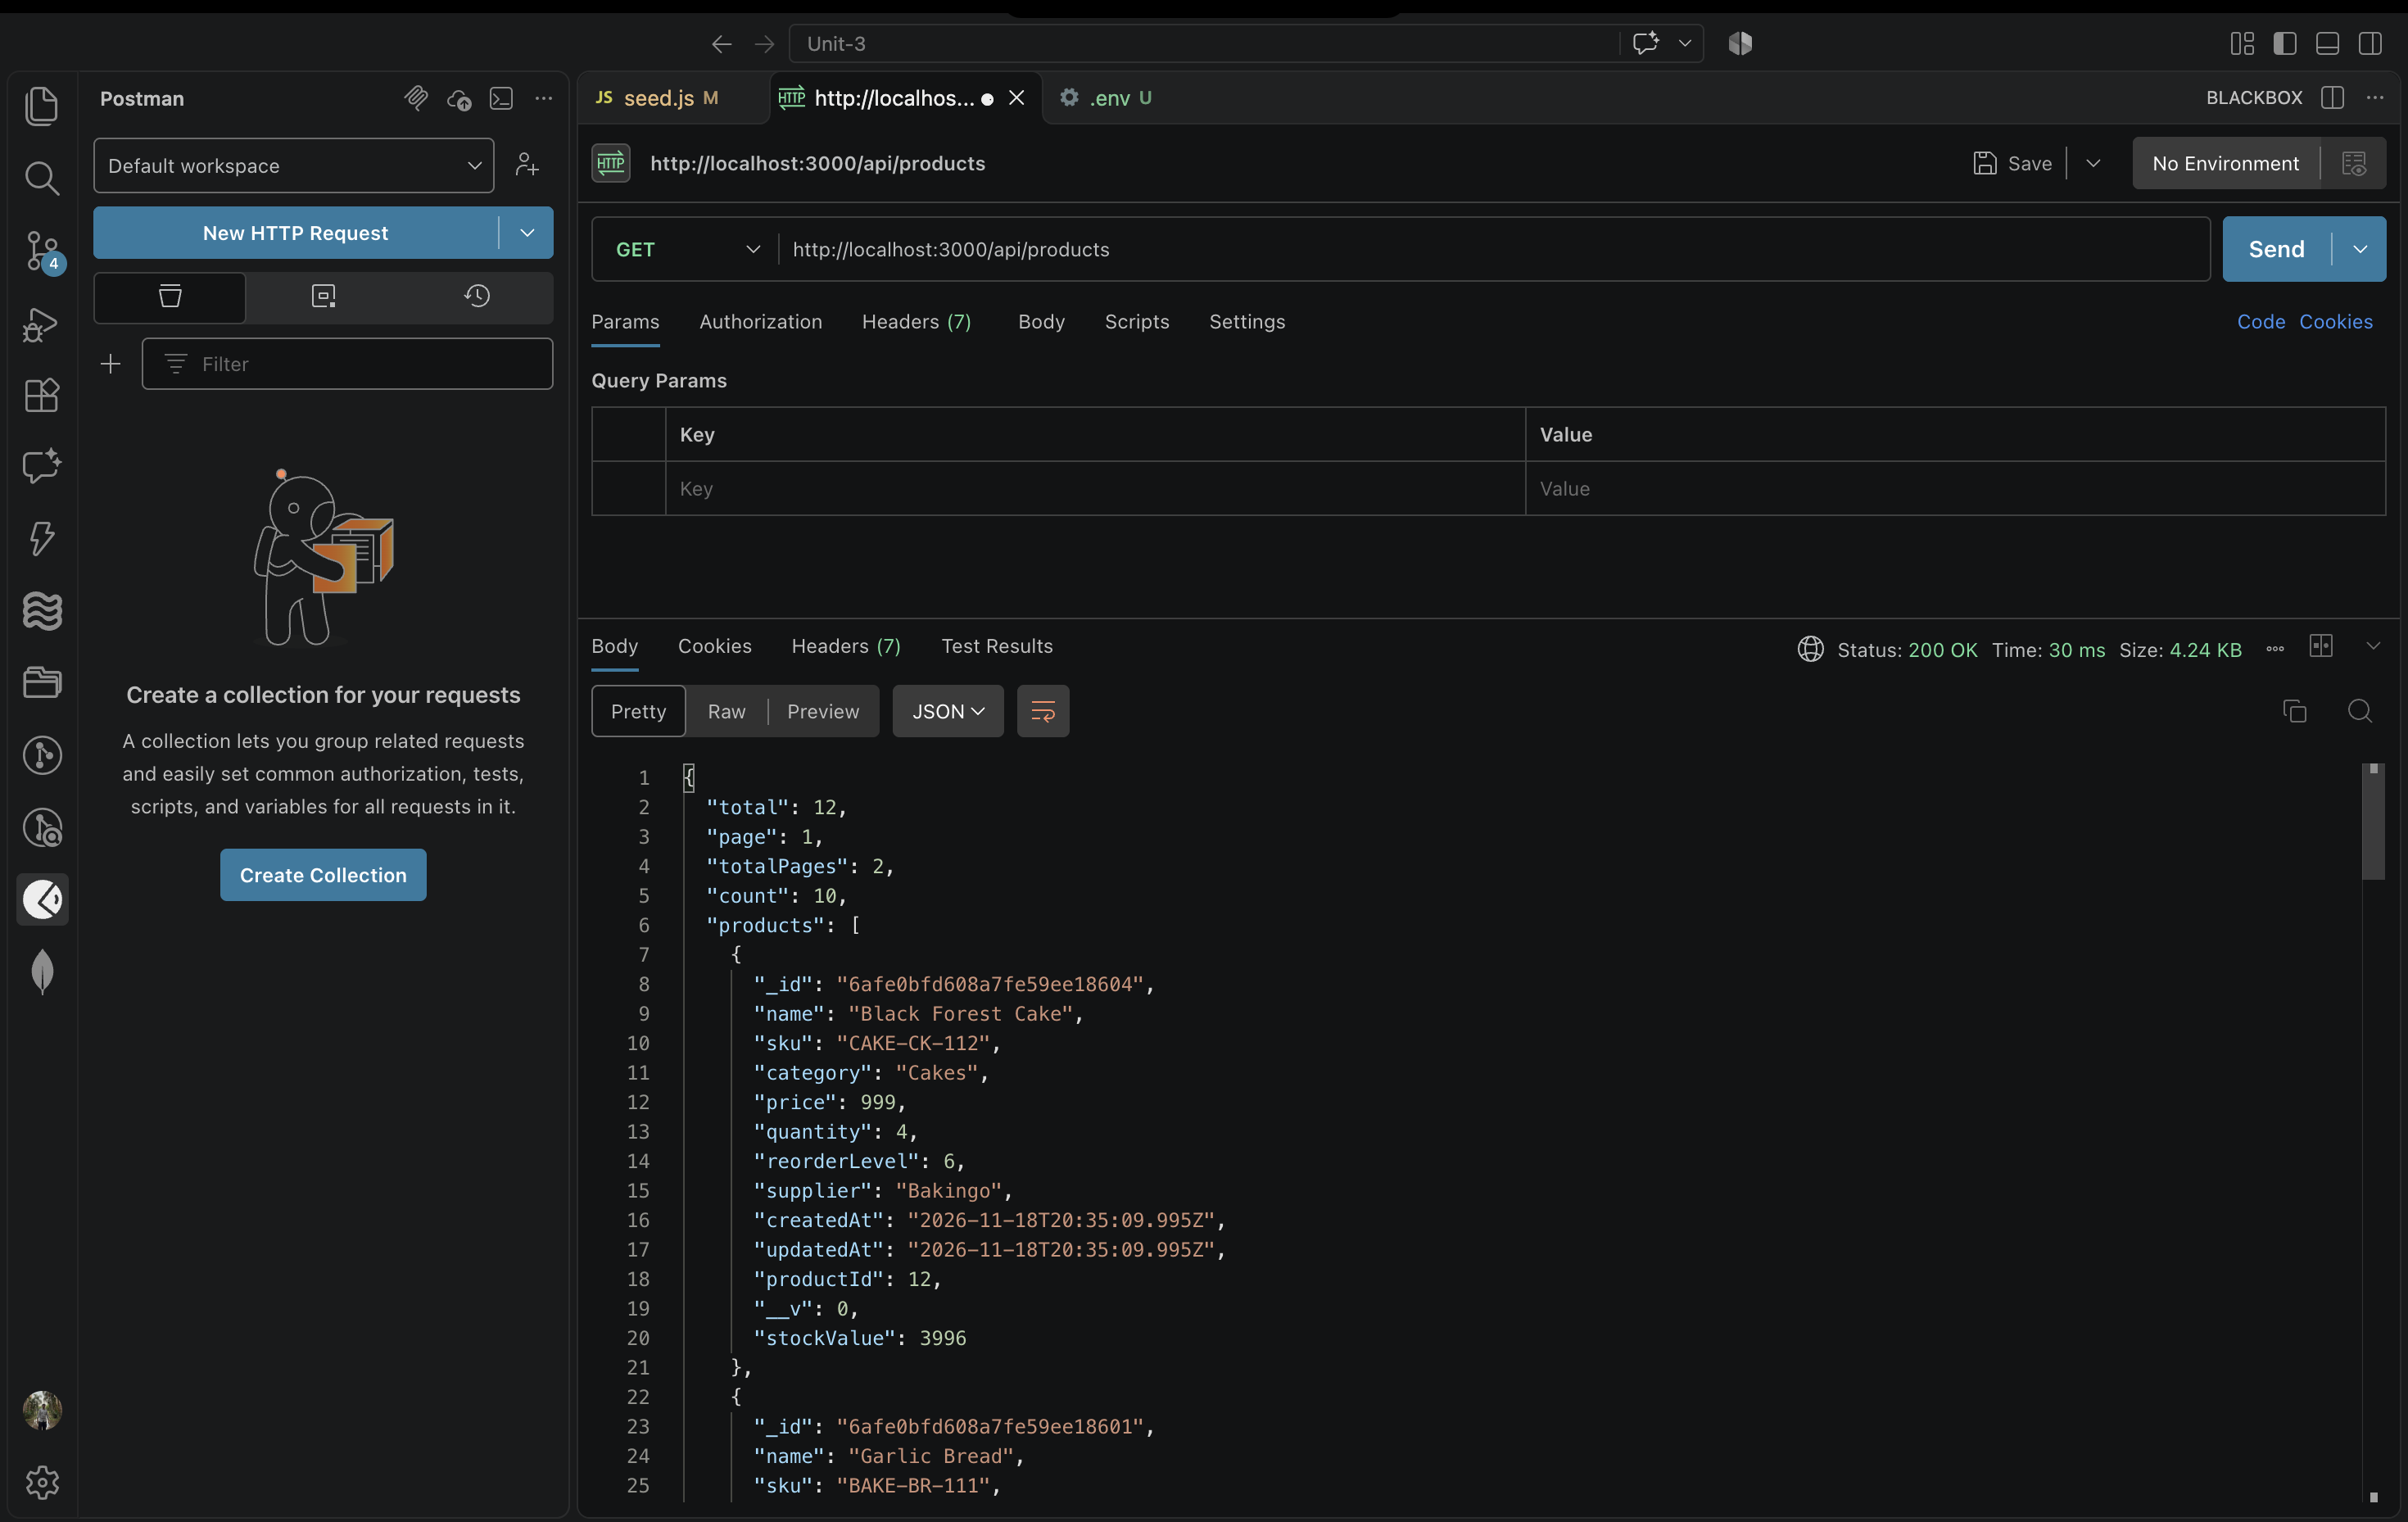 Unit-3
Postman
JS seed.js M
HTTP http://localhos...
.env U
BLACKBOX
Default workspace
HTTP http://localhost:3000/api/products
Save
No Environment
New HTTP Request
GET http://localhost:3000/api/products
Send
4
Params Authorization Headers (7) Body Scripts Settings
Code Cookies
Filter
Query Params
Key Value
Key Value
Create a collection for your requests
A collection lets you group related requests
and easily set common authorization, tests,
scripts, and variables for all requests in it.
Create Collection
Body Cookies Headers (7) Test Results
Status: 200 OK Time: 30 ms Size: 4.24 KB
Pretty Raw Preview JSON
1 {
2 "total": 12,
3 "page": 1,
4 "totalPages": 2,
5 "count": 10,
6 "products": [
7 {
8 "_id": "6afe0bfd608a7fe59ee18604",
9 "name": "Black Forest Cake",
10 "sku": "CAKE-CK-112",
11 "category": "Cakes",
12 "price": 999,
13 "quantity": 4,
14 "reorderLevel": 6,
15 "supplier": "Bakingo",
16 "createdAt": "2026-11-18T20:35:09.995Z",
17 "updatedAt": "2026-11-18T20:35:09.995Z",
18 "productId": 12,
19 "__v": 0,
20 "stockValue": 3996
21 },
22 {
23 "_id": "6afe0bfd608a7fe59ee18601",
24 "name": "Garlic Bread",
25 "sku": "BAKE-BR-111",